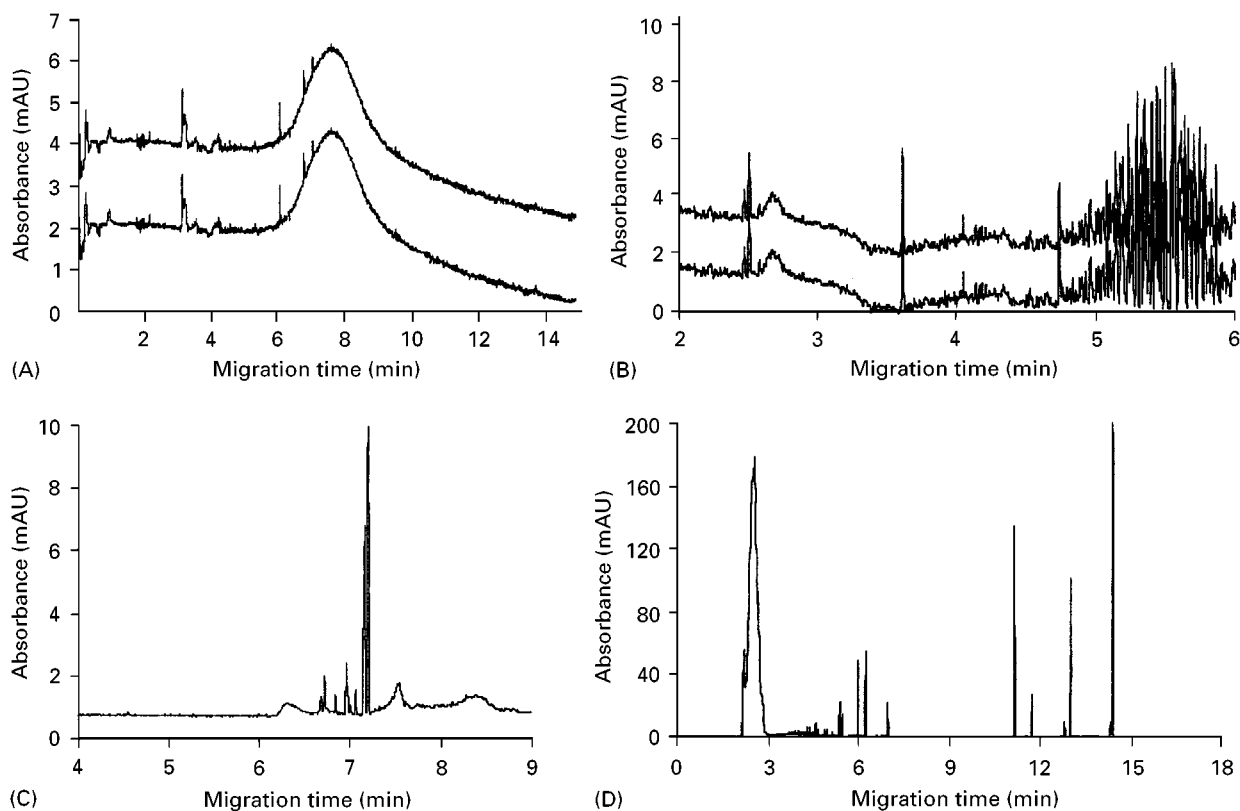 7
6
5
4
3
2
1
0
Absorbance (mAU)
2 4 6 8 10 12 14
Migration time (min)
(A)
10
8
6
4
2
0
Absorbance (mAU)
2 3 4 5 6
Migration time (min)
(B)
10
8
6
4
2
0
Absorbance (mAU)
4 5 6 7 8 9
Migration time (min)
(C)
200
160
120
80
40
0
Absorbance (mAU)
0 3 6 9 12 15 18
Migration time (min)
(D)